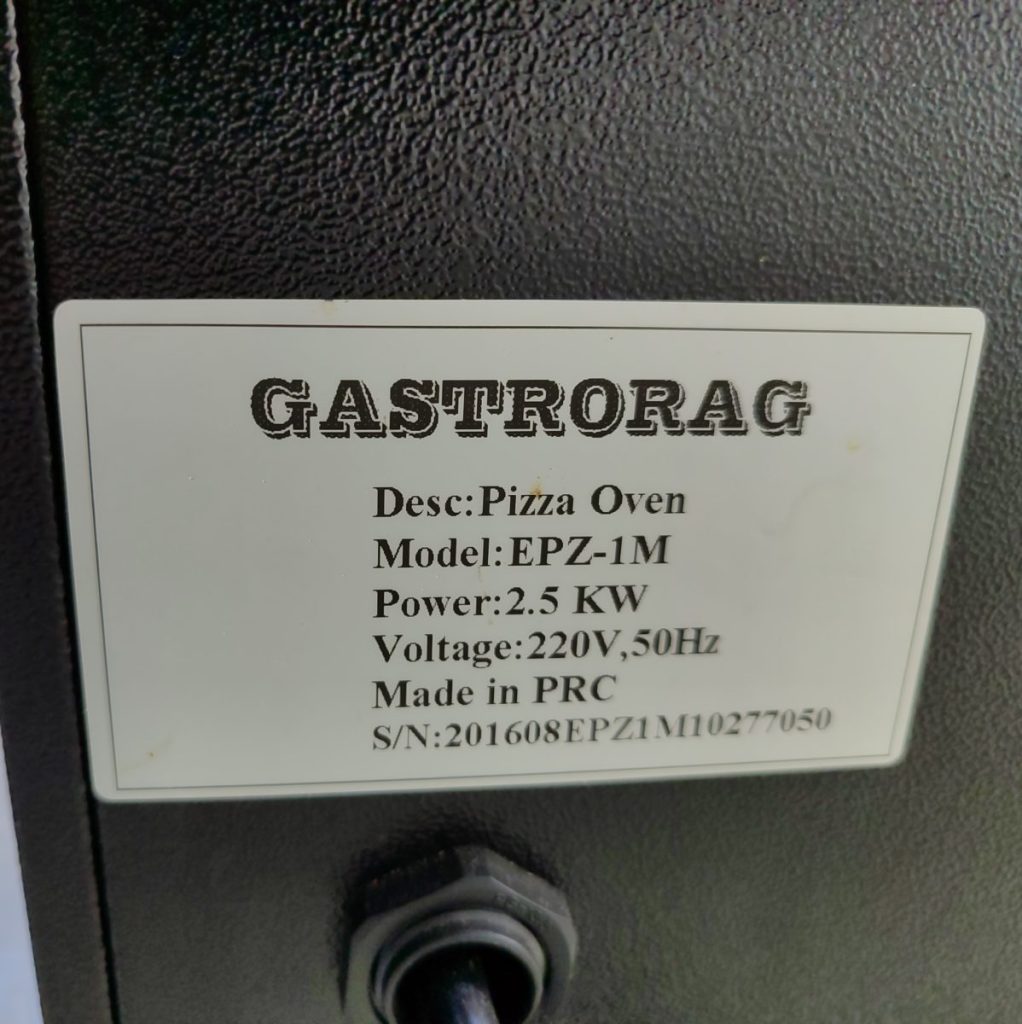 GASTRORAG
Desc:Pizza Oven
Model:EPZ-1M
Power:2.5 KW
Voltage:220V,50Hz
Made in PRC
S/N:201608EPZ1M10277050